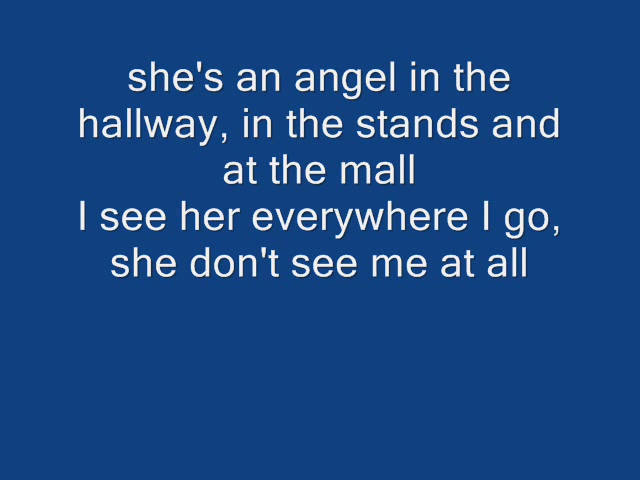 she's an angel in the
hallway, in the stands and
at the mall
I see her everywhere I go,
she don't see me at all